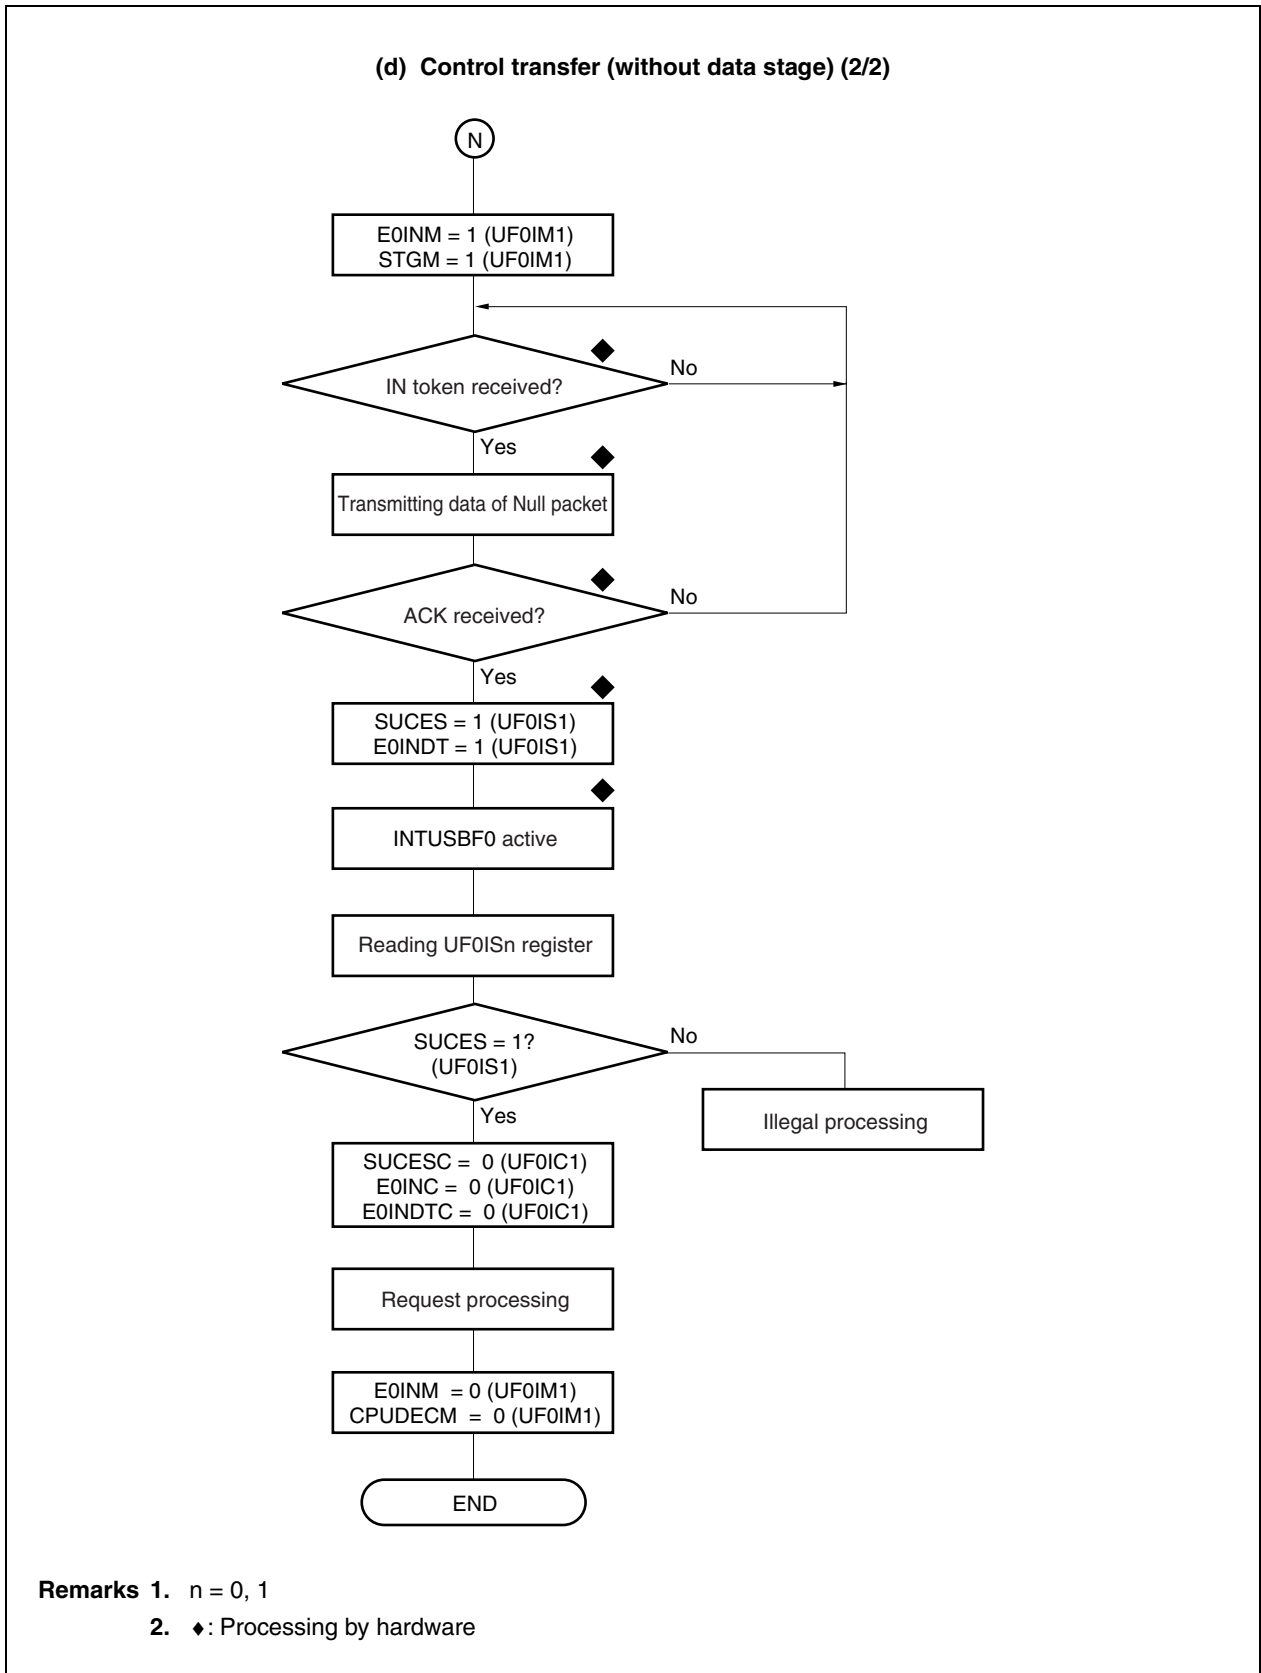 (d) Control transfer (without data stage) (2/2)
N
E0INM = 1 (UF0IM1)
STGM = 1 (UF0IM1)
IN token received?
No
Yes
Transmitting data of Null packet
ACK received?
No
Yes
SUCES = 1 (UF0IS1)
E0INDT = 1 (UF0IS1)
INTUSBF0 active
Reading UF0ISn register
SUCES = 1?
(UF0IS1)
No
Illegal processing
Yes
SUCESC = 0 (UF0IC1)
E0INC = 0 (UF0IC1)
E0INDTC = 0 (UF0IC1)
Request processing
E0INM = 0 (UF0IM1)
CPUDECM = 0 (UF0IM1)
END
Remarks 1. n = 0, 1
2. ♦: Processing by hardware